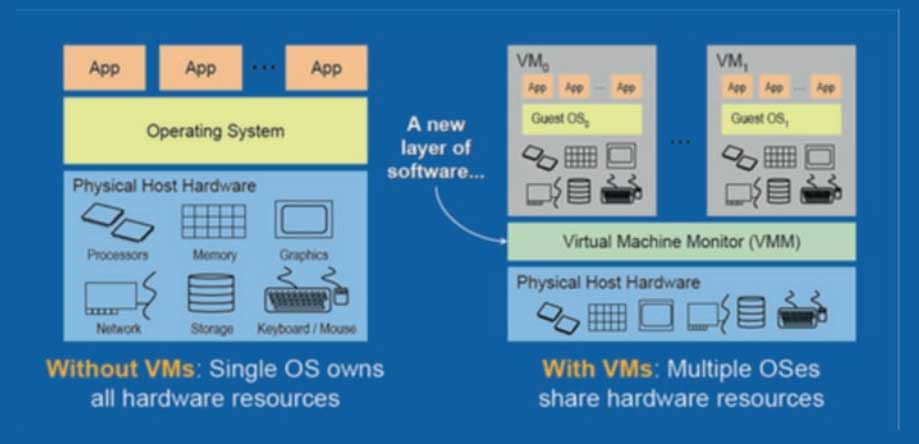 App App ... App
Operating System
Physical Host Hardware
Processors Memory Graphics
Network Storage Keyboard / Mouse
Without VMs: Single OS owns
all hardware resources
A new
layer of
software...
VM₀
App App ... App
Guest OS₀
...
VM₁
App App ... App
Guest OS₁
Virtual Machine Monitor (VMM)
Physical Host Hardware
With VMs: Multiple OSes
share hardware resources